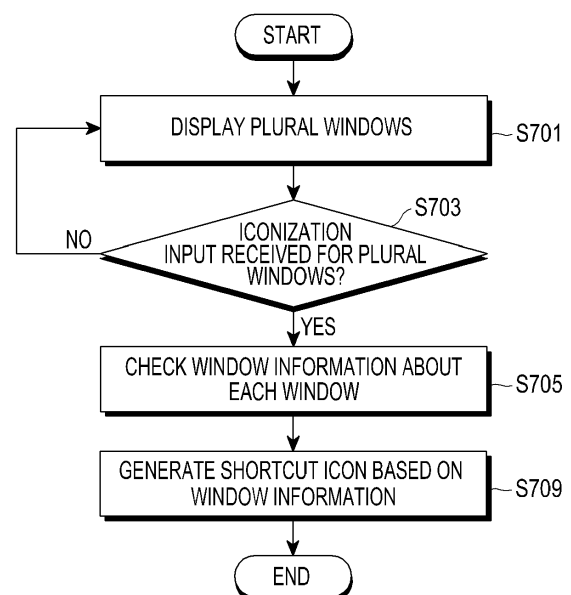 START
DISPLAY PLURAL WINDOWS
S701
S703
ICONIZATION
INPUT RECEIVED FOR PLURAL
WINDOWS?
NO
YES
CHECK WINDOW INFORMATION ABOUT
EACH WINDOW
S705
GENERATE SHORTCUT ICON BASED ON
WINDOW INFORMATION
S709
END